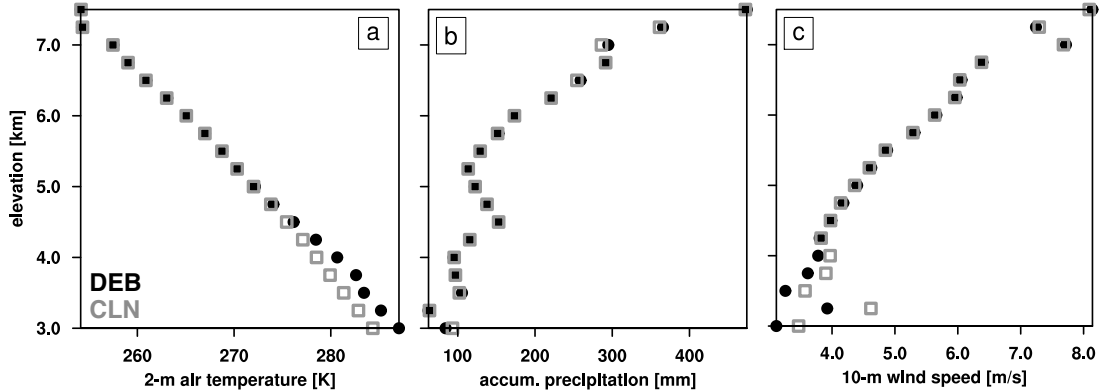 a
b
c
7.0
6.0
5.0
4.0
3.0
elevation [km]
DEB
CLN
260
270
280
2-m air temperature [K]
100
200
300
400
accum. precipitation [mm]
4.0
5.0
6.0
7.0
8.0
10-m wind speed [m/s]